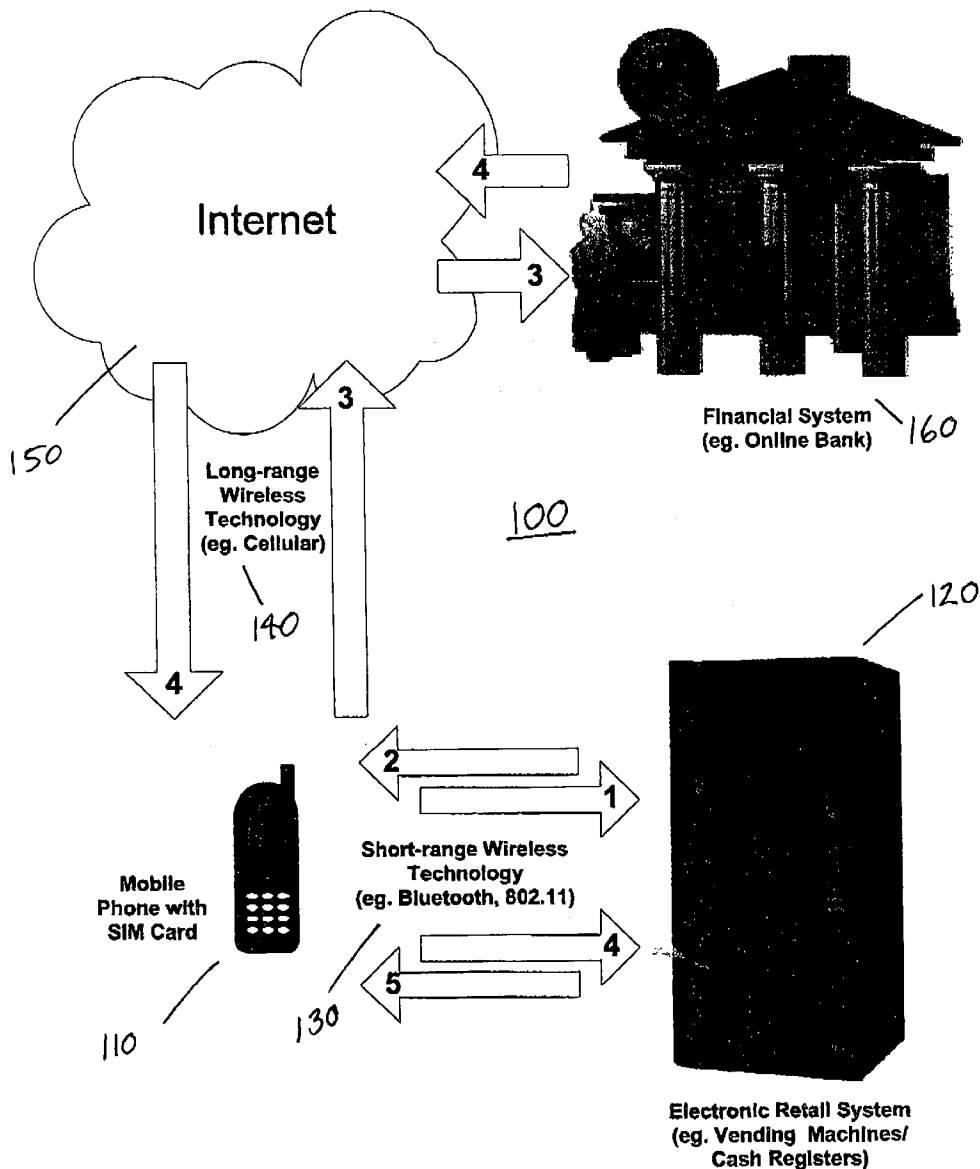 Internet
4
3
Financial System
(eg. Online Bank)
160
150
3
Long-range
Wireless
Technology
(eg. Cellular)
140
100
120
4
2
1
Mobile
Phone with
SIM Card
Short-range Wireless
Technology
(eg. Bluetooth, 802.11)
4
5
110
130
Electronic Retail System
(eg. Vending Machines/
Cash Registers)